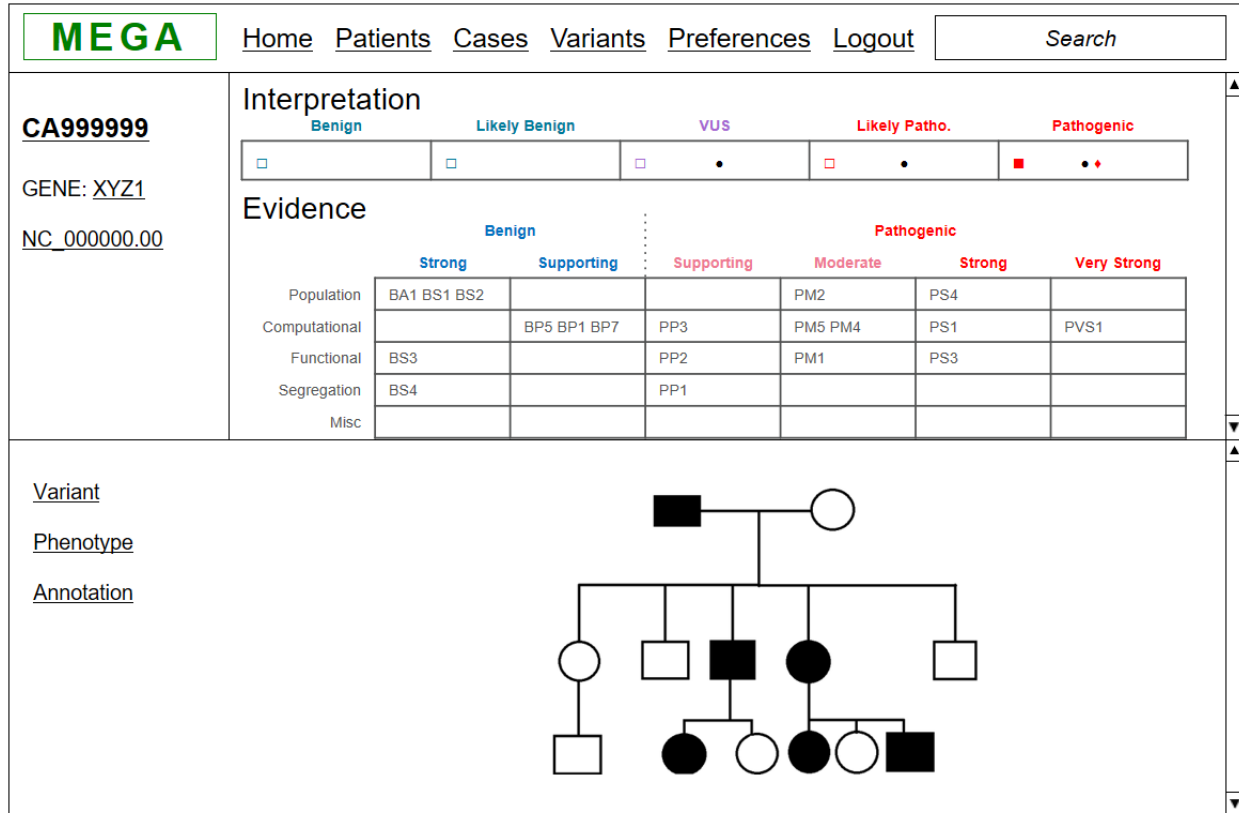 MEGA Home Patients Cases Variants Preferences Logout Search
CA999999
GENE: XYZ1
NC_000000.00
Interpretation
Benign Likely Benign VUS Likely Patho. Pathogenic
Evidence
Benign Pathogenic
Strong Supporting Supporting Moderate Strong Very Strong
Population BA1 BS1 BS2 PM2 PS4
Computational BP5 BP1 BP7 PP3 PM5 PM4 PS1 PVS1
Functional BS3 PP2 PM1 PS3
Segregation BS4 PP1
Misc
Variant
Phenotype
Annotation